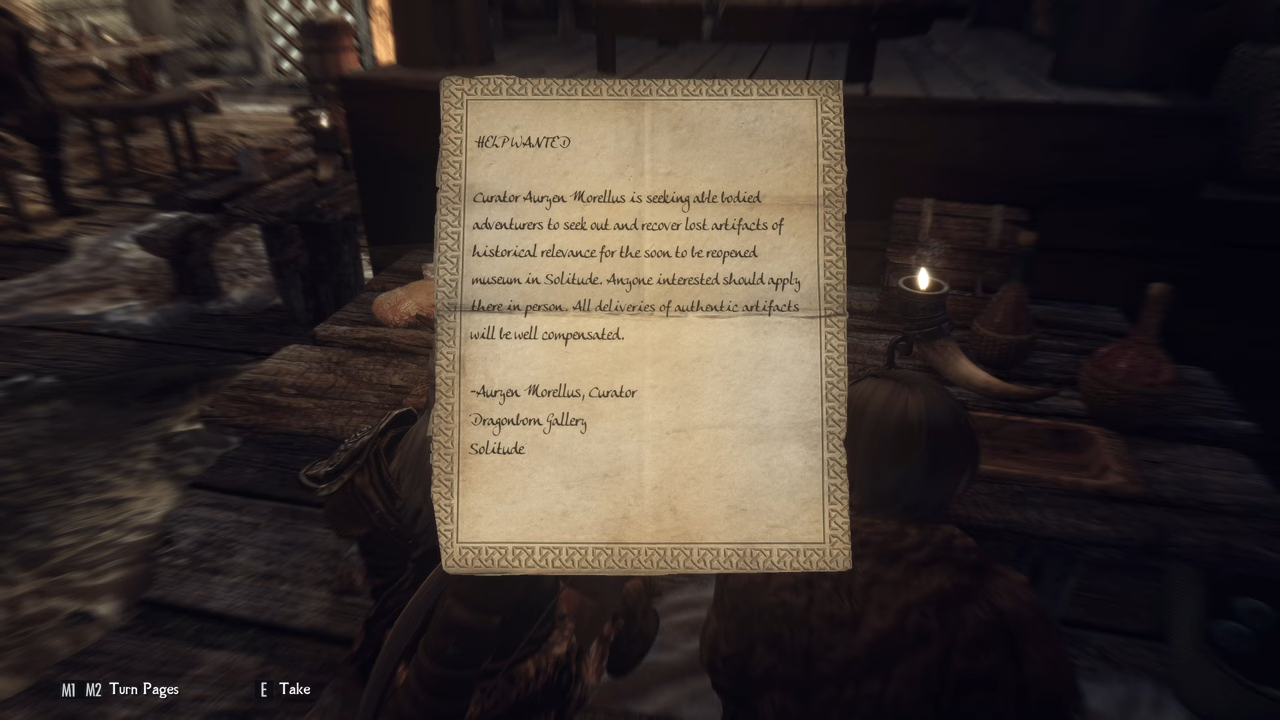 HELP WANTED
Curator Auryen Morellus is seeking able bodied
adventurers to seek out and recover lost artifacts of
historical relevance for the soon to be reopened
museum in Solitude. Anyone interested should apply
there in person. All deliveries of authentic artifacts
will be well compensated.
-Auryen Morellus, Curator
Dragonborn Gallery
Solitude
M1 M2 Turn Pages
E Take